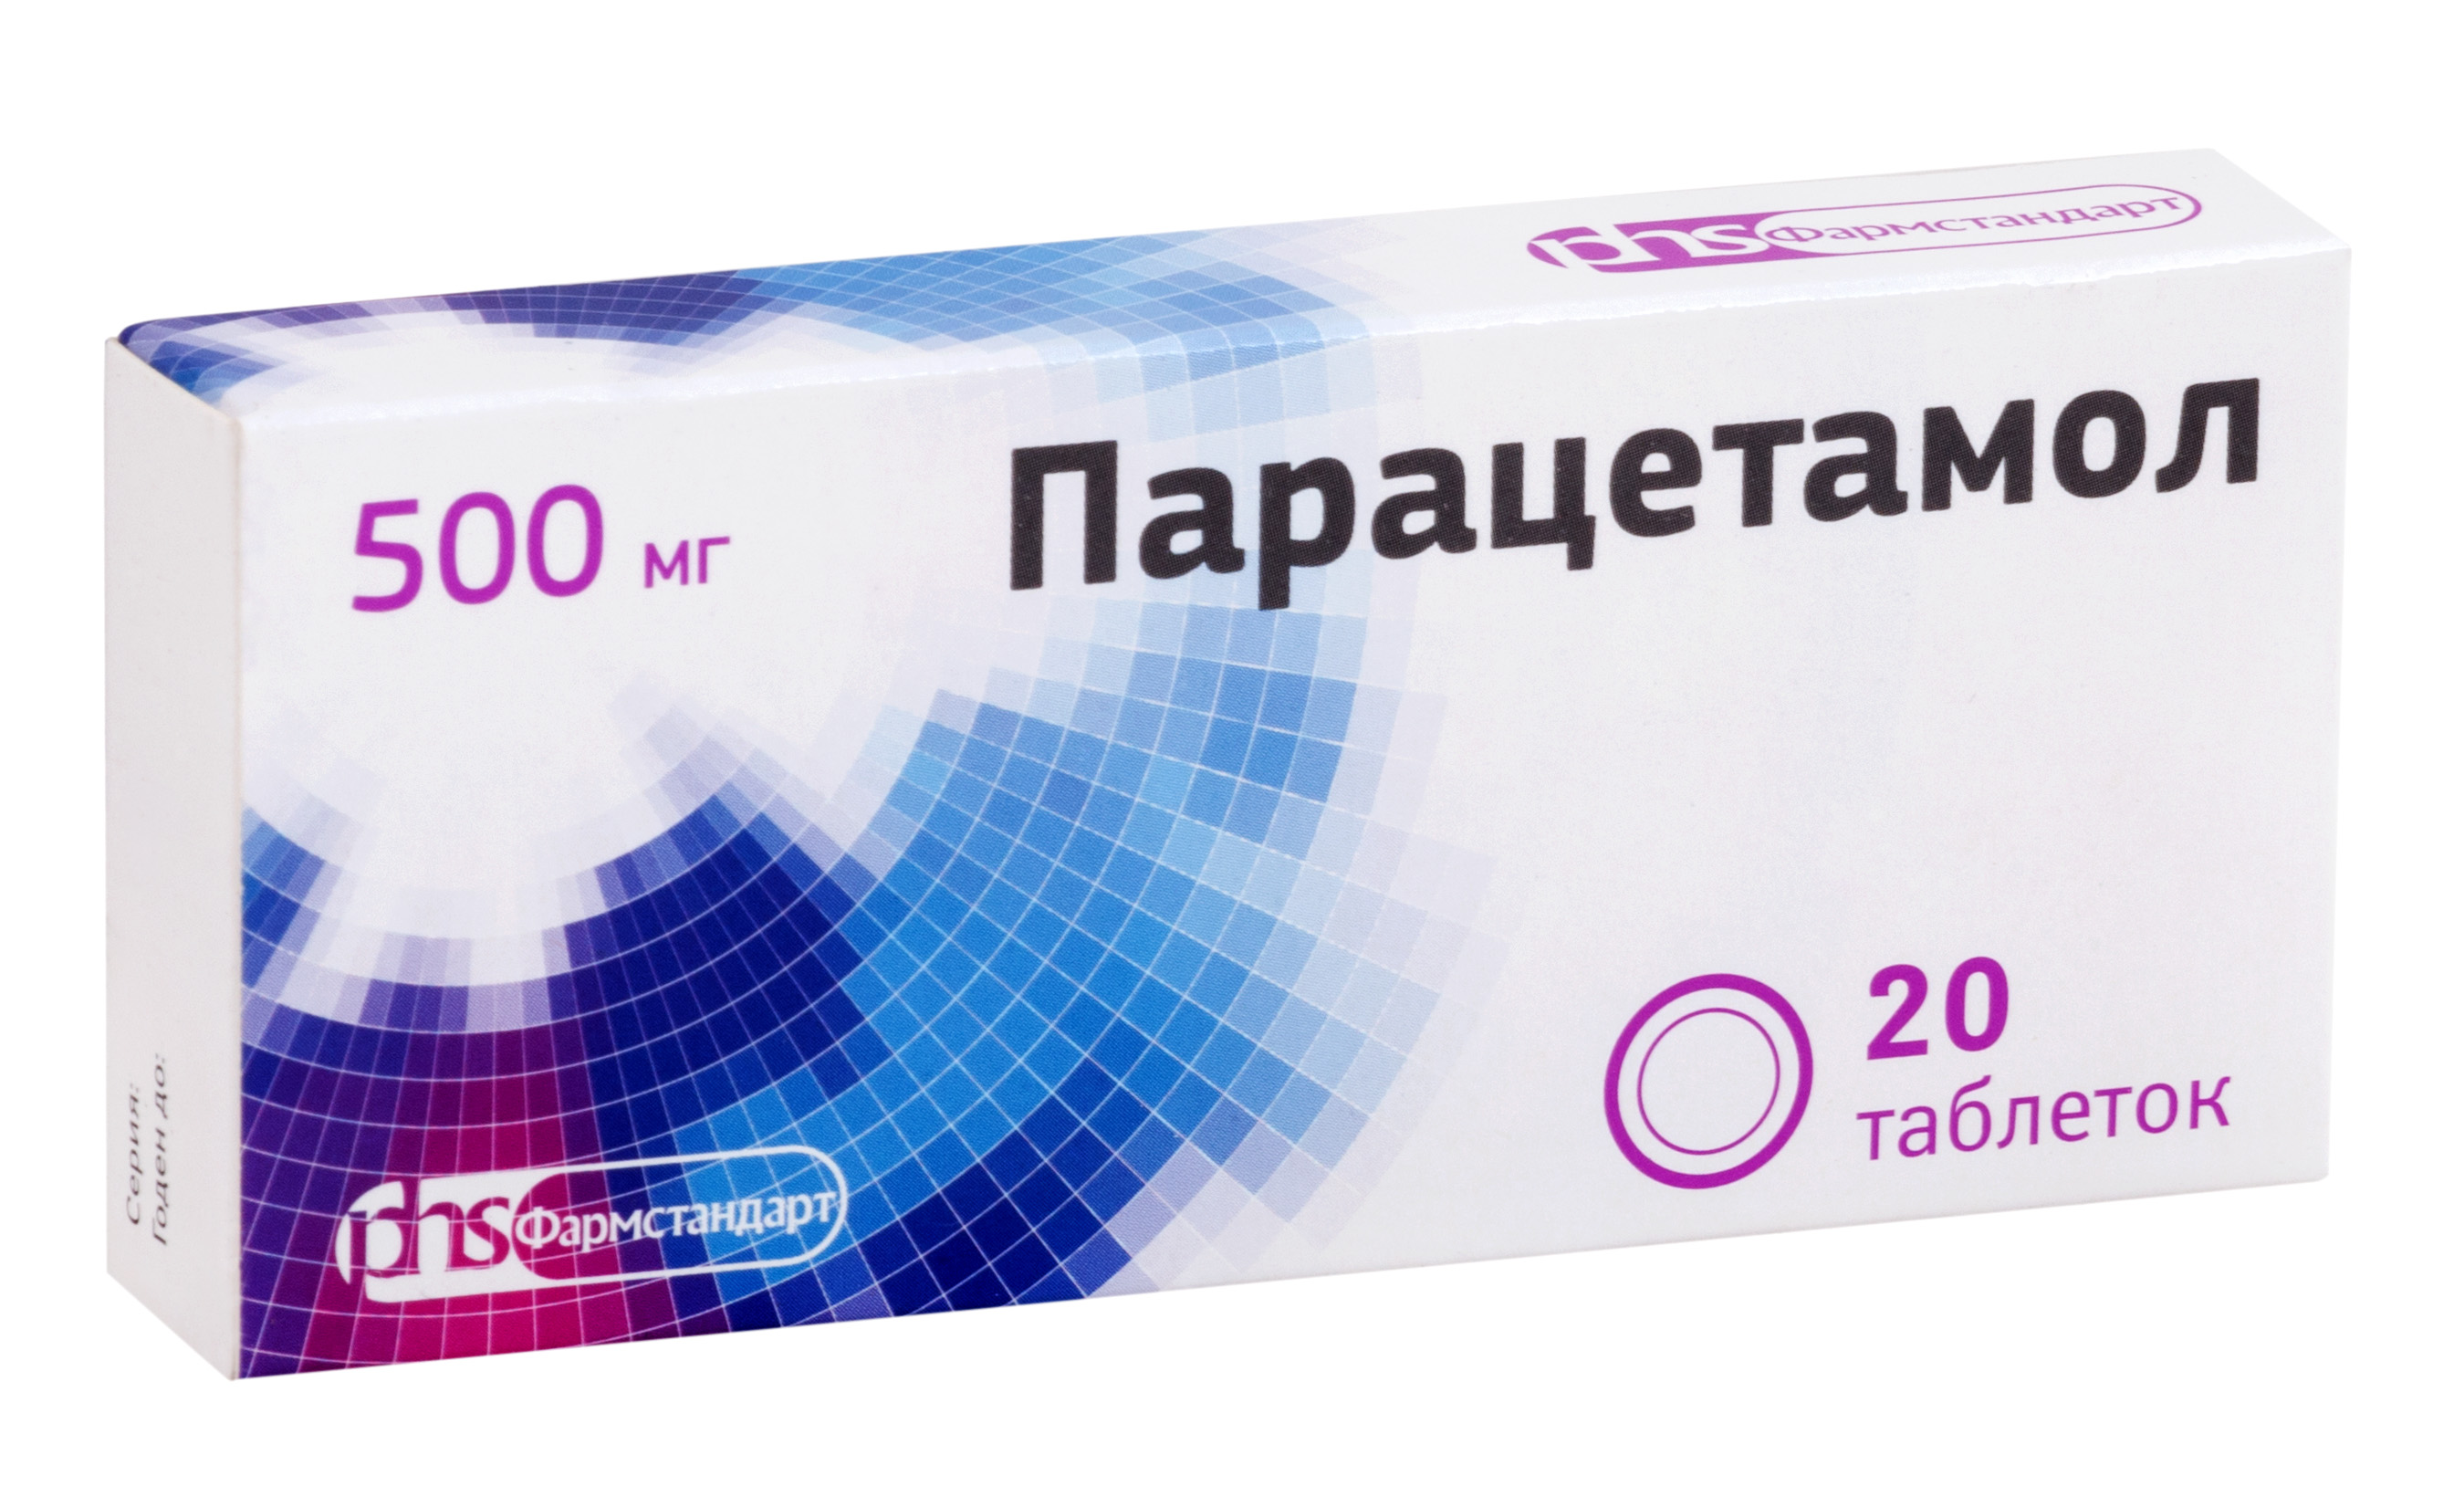 phs Фармстандарт
500 мг
Парацетамол
20
таблеток
phs Фармстандарт
Серия:
Годен до: